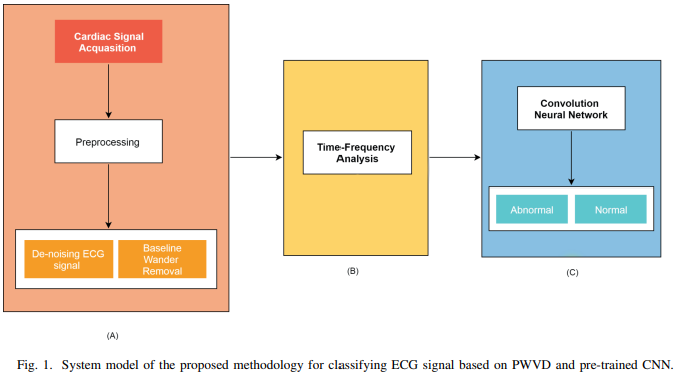 Cardiac Signal
Acquasition
Preprocessing
De-noising ECG
signal
Baseline
Wander
Removal
(A)
Time-Frequency
Analysis
(B)
Convolution
Neural Network
Abnormal
Normal
(C)
Fig. 1. System model of the proposed methodology for classifying ECG signal based on PWVD and pre-trained CNN.